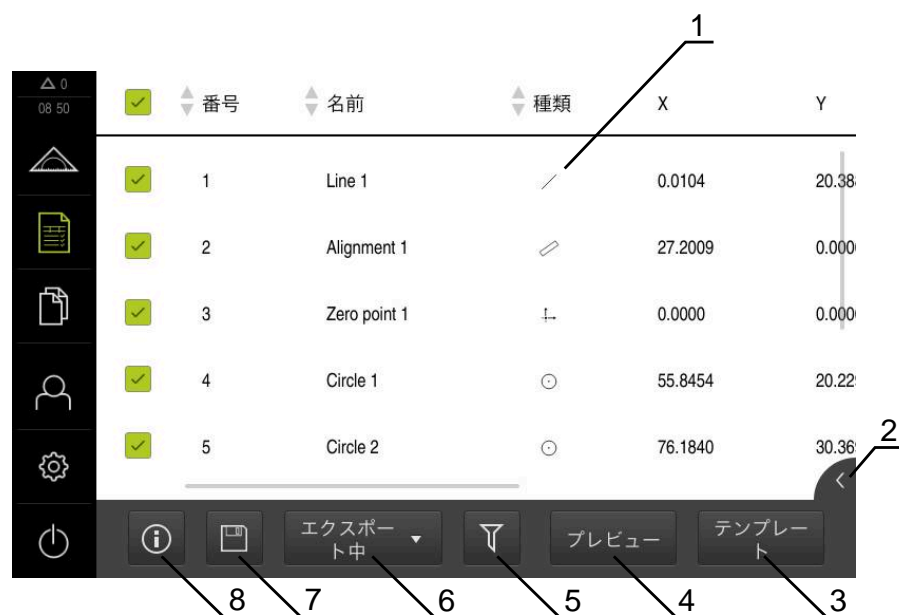 1
△ 0
08 50
番号 名前 種類 X Y
1 Line 1 0.0104 20.38
2 Alignment 1 27.2009 0.000
3 Zero point 1 0.0000 0.000
4 Circle 1 55.8454 20.22
5 Circle 2 76.1840 30.36
2
エクスポー
ト中
プレビュー
テンプレー
ト
8 7 6 5 4 3